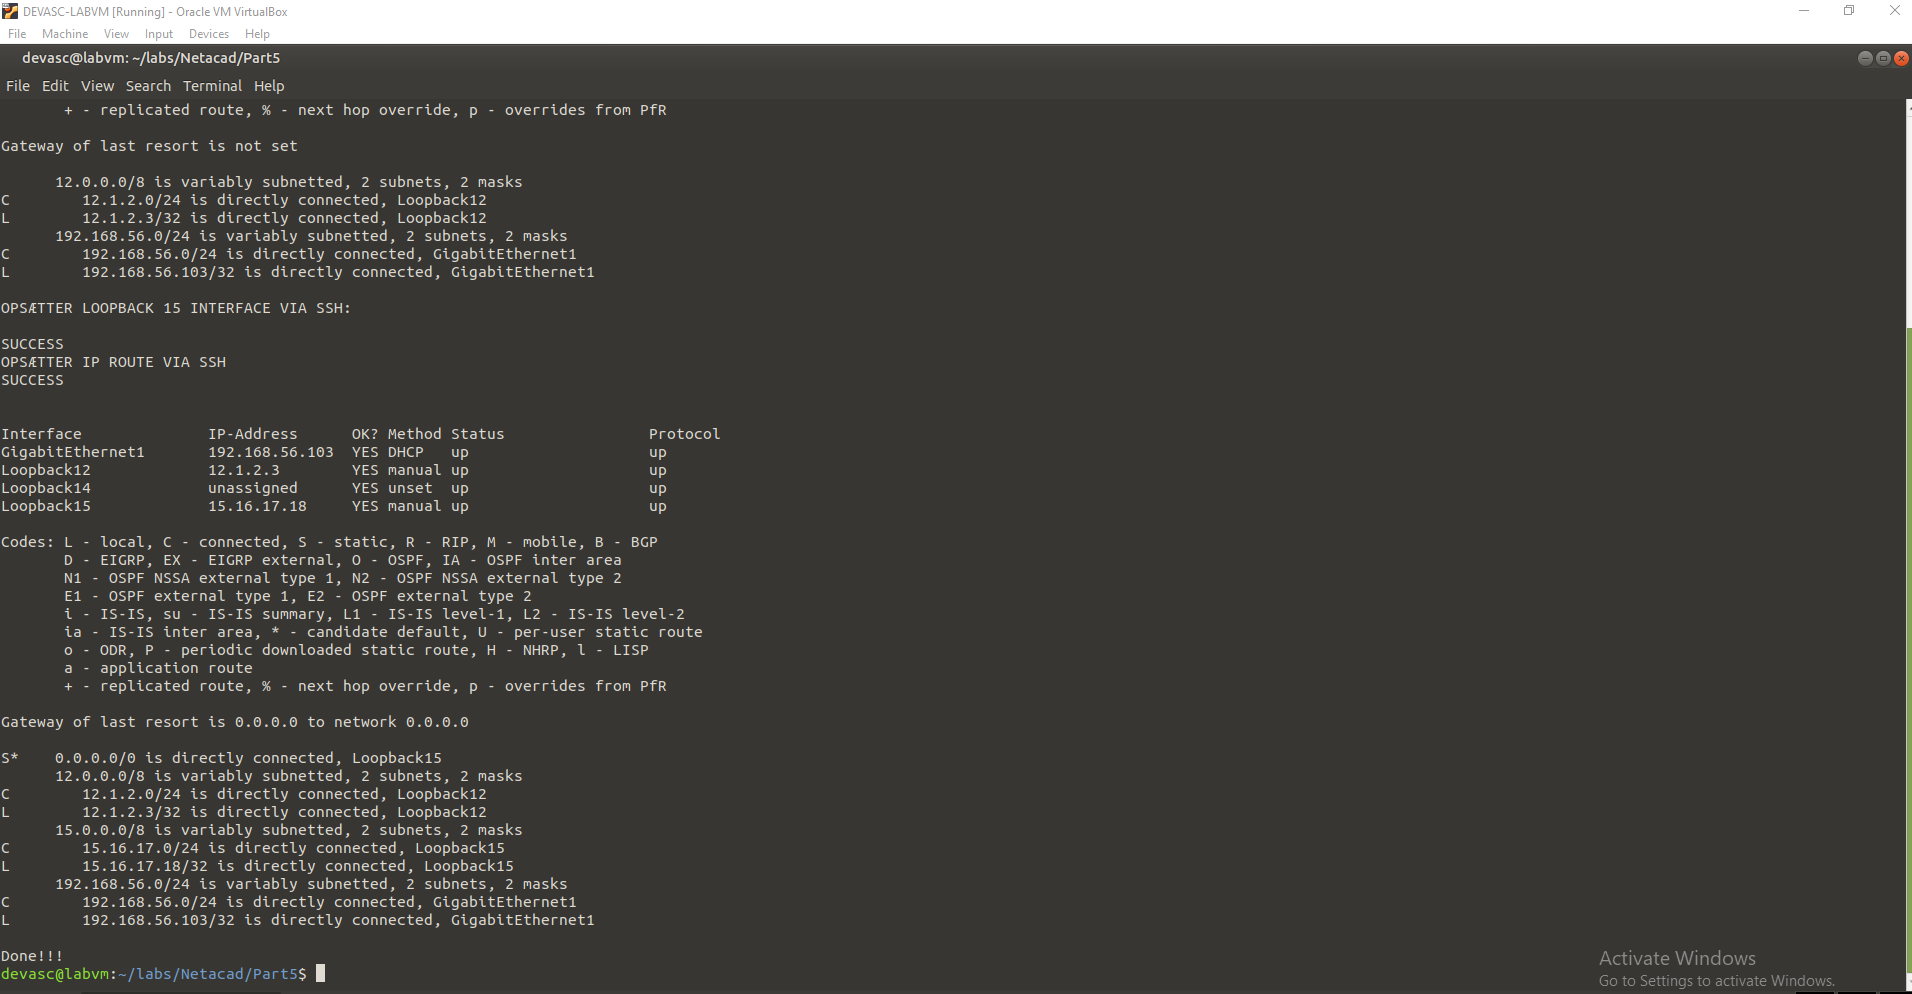 DEVASC-LABVM [Running] - Oracle VM VirtualBox
File Machine View Input Devices Help
devasc@labvm: ~/labs/Netacad/Part5
File Edit View Search Terminal Help
+ - replicated route, % - next hop override, p - overrides from PfR
Gateway of last resort is not set
12.0.0.0/8 is variably subnetted, 2 subnets, 2 masks
C 12.1.2.0/24 is directly connected, Loopback12
L 12.1.2.3/32 is directly connected, Loopback12
192.168.56.0/24 is variably subnetted, 2 subnets, 2 masks
C 192.168.56.0/24 is directly connected, GigabitEthernet1
L 192.168.56.103/32 is directly connected, GigabitEthernet1
OPSÆTTER LOOPBACK 15 INTERFACE VIA SSH:
SUCCESS
OPSÆTTER IP ROUTE VIA SSH
SUCCESS
Interface IP-Address OK? Method Status Protocol
GigabitEthernet1 192.168.56.103 YES DHCP up up
Loopback12 12.1.2.3 YES manual up up
Loopback14 unassigned YES unset up up
Loopback15 15.16.17.18 YES manual up up
Codes: L - local, C - connected, S - static, R - RIP, M - mobile, B - BGP
D - EIGRP, EX - EIGRP external, O - OSPF, IA - OSPF inter area
N1 - OSPF NSSA external type 1, N2 - OSPF NSSA external type 2
E1 - OSPF external type 1, E2 - OSPF external type 2
i - IS-IS, su - IS-IS summary, L1 - IS-IS level-1, L2 - IS-IS level-2
ia - IS-IS inter area, * - candidate default, U - per-user static route
o - ODR, P - periodic downloaded static route, H - NHRP, l - LISP
a - application route
+ - replicated route, % - next hop override, p - overrides from PfR
Gateway of last resort is 0.0.0.0 to network 0.0.0.0
S* 0.0.0.0/0 is directly connected, Loopback15
12.0.0.0/8 is variably subnetted, 2 subnets, 2 masks
C 12.1.2.0/24 is directly connected, Loopback12
L 12.1.2.3/32 is directly connected, Loopback12
15.0.0.0/8 is variably subnetted, 2 subnets, 2 masks
C 15.16.17.0/24 is directly connected, Loopback15
L 15.16.17.18/32 is directly connected, Loopback15
192.168.56.0/24 is variably subnetted, 2 subnets, 2 masks
C 192.168.56.0/24 is directly connected, GigabitEthernet1
L 192.168.56.103/32 is directly connected, GigabitEthernet1
Done!!!
devasc@labvm:~/labs/Netacad/Part5$
Activate Windows
Go to Settings to activate Windows.